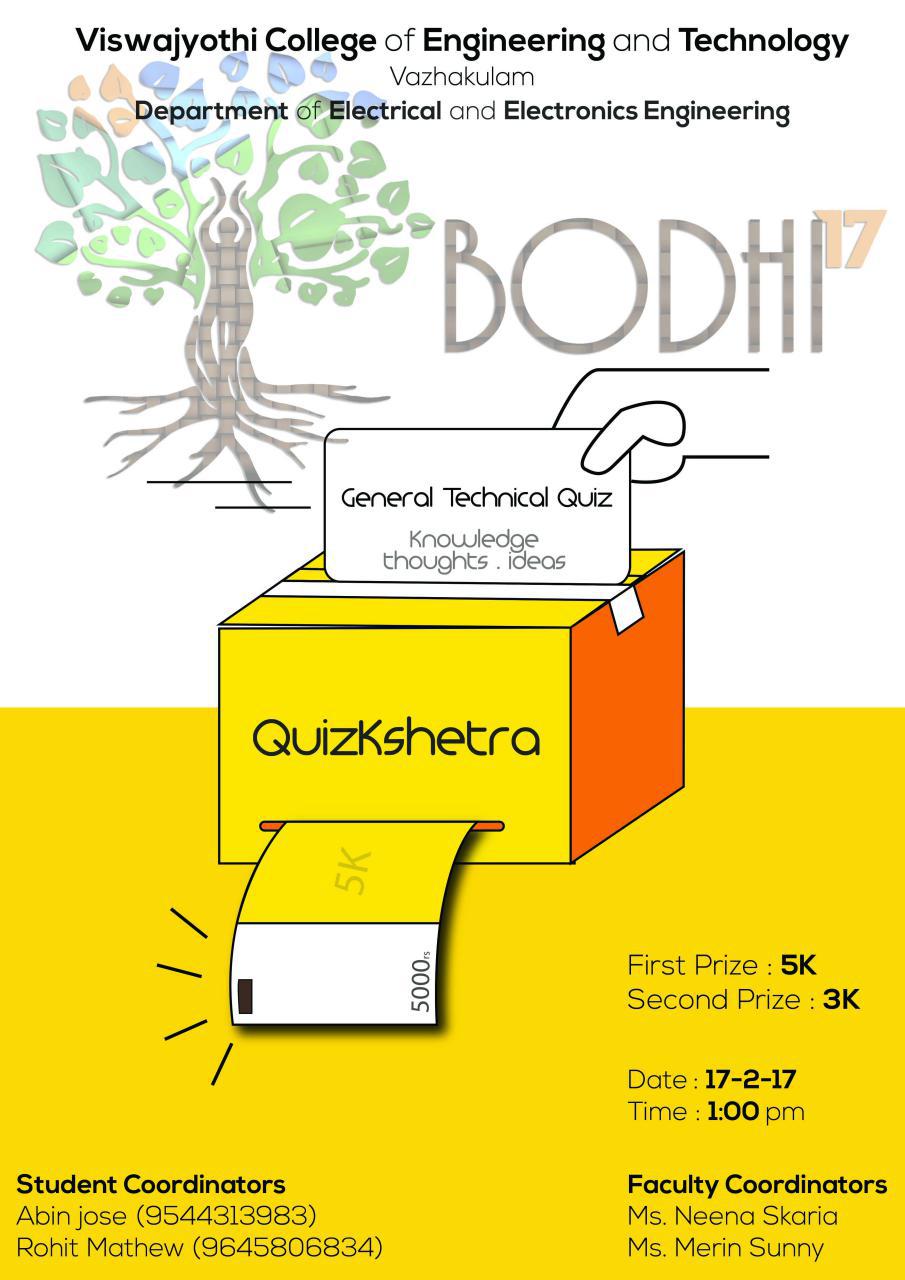 Viswajyothi College of Engineering and Technology
Vazhakulam
Department of Electrical and Electronics Engineering
BODHI 17
General Technical Quiz
Knowledge
thoughts . ideas
QuizKshetra
5K
5000rs
First Prize : 5K
Second Prize : 3K
Date : 17-2-17
Time : 1:00 pm
Student Coordinators
Abin jose (9544313983)
Rohit Mathew (9645806834)
Faculty Coordinators
Ms. Neena Skaria
Ms. Merin Sunny